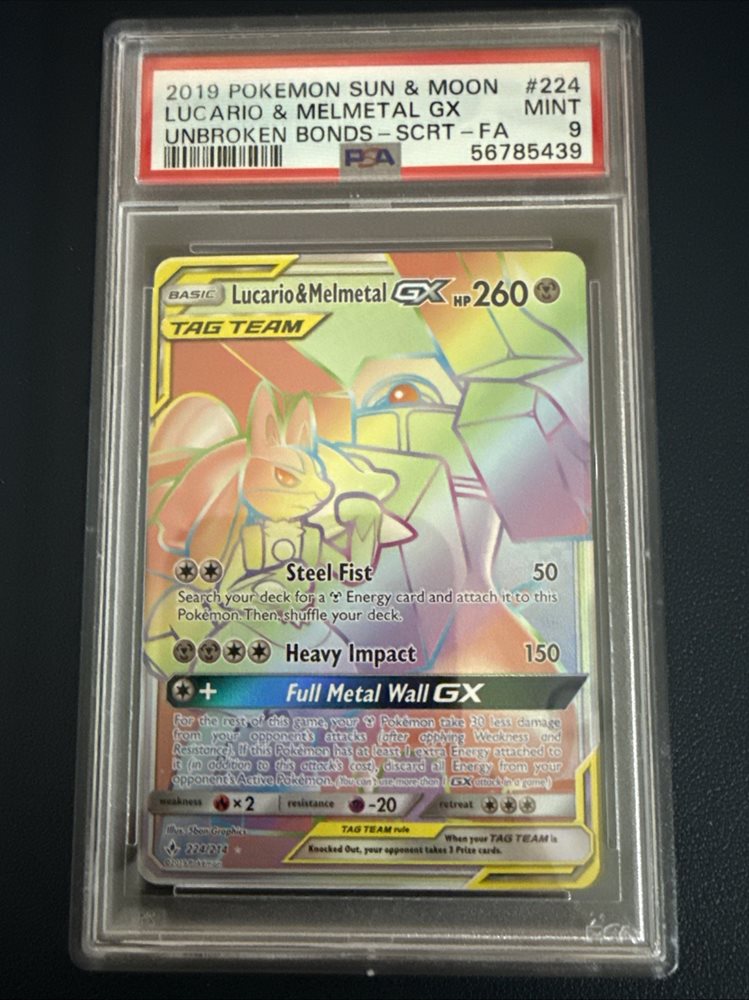 2019 POKEMON SUN & MOON #224
LUCARIO & MELMETAL GX MINT
UNBROKEN BONDS - SCRT - FA 9
PSA 56785439
BASIC Lucario&Melmetal GX HP260
TAG TEAM
Steel Fist 50
Search your deck for a Energy card and attach it to this
Pokémon. Then, shuffle your deck.
Heavy Impact 150
+ Full Metal Wall GX
For the rest of this game, your Pokémon take 30 less damage
from your opponent's attacks (after applying Weakness and
Resistance). If this Pokémon has at least 1 extra Energy attached to
it (in addition to this attack's cost), discard all Energy from your
opponent's Active Pokémon. (You can't use more than 1 GX attack in a game.)
weakness ×2 resistance -20 retreat
Illus. 5ban Graphics
TAG TEAM rule
When your TAG TEAM is
Knocked Out, your opponent takes 3 Prize cards.
224/214
©2019 Pokémon